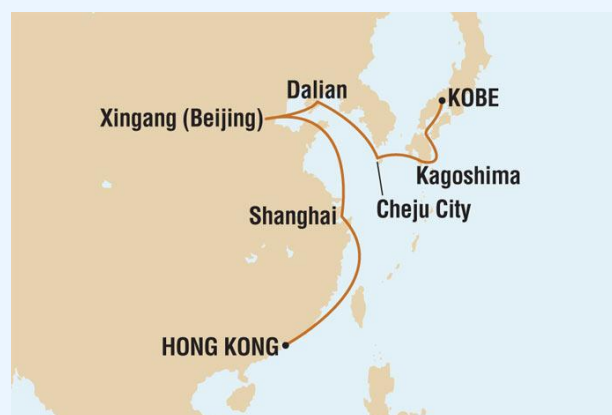 Dalian
KOBE
Xingang (Beijing)
Kagoshima
Cheju City
Shanghai
HONG KONG